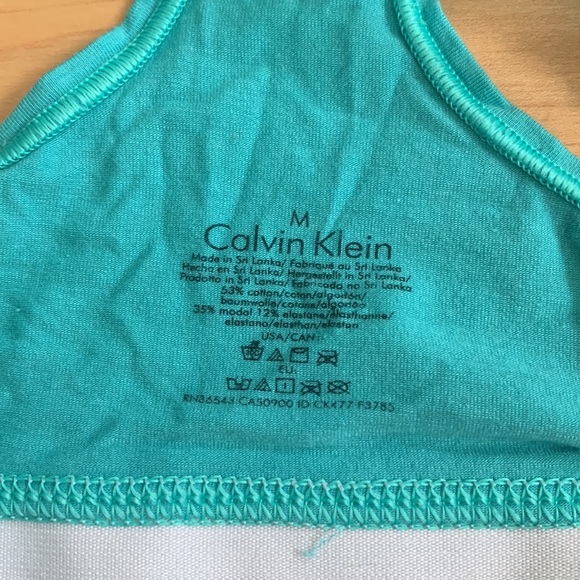 M
Calvin Klein
Made in Sri Lanka/ Fabriqué au Sri Lanka
Hecho en Sri Lanka/ Hergestellt in Sri Lanka/
Prodotto in Sri Lanka/ Fabricado no Sri Lanka
53% cotton/coton/algodón/
baumwolle/cotone/algodão
35% modal 12% elastane/elasthanne/
elastano/elasthan/elastan
USA/CAN:
EU:
RN36543 CA50900 ID CK477 F3785